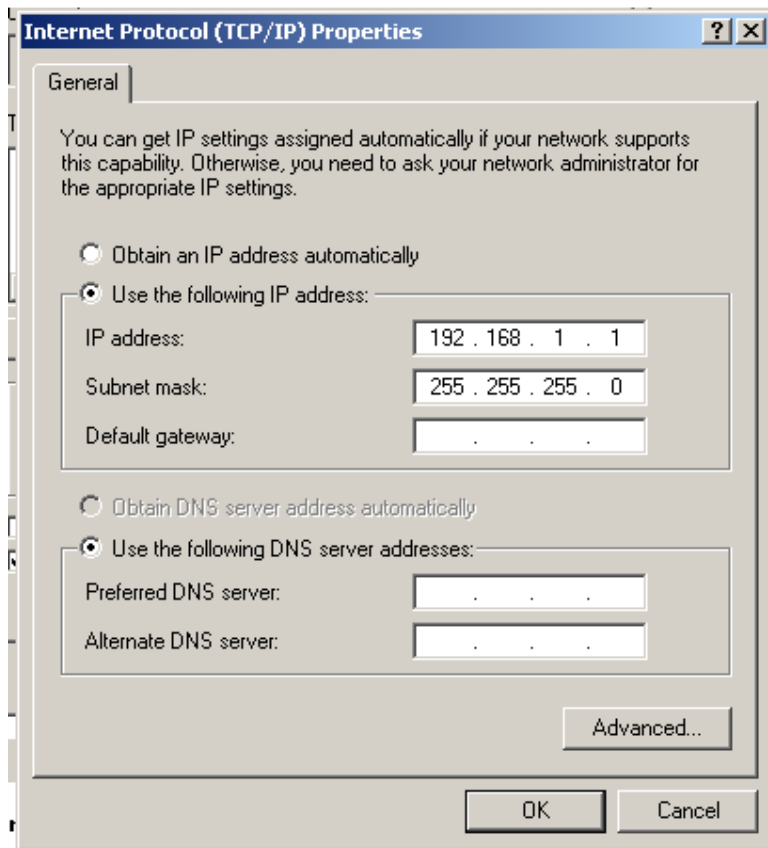 Internet Protocol (TCP/IP) Properties
General
You can get IP settings assigned automatically if your network supports
this capability. Otherwise, you need to ask your network administrator for
the appropriate IP settings.
Obtain an IP address automatically
Use the following IP address:
IP address: 192 . 168 . 1 . 1
Subnet mask: 255 . 255 . 255 . 0
Default gateway: . . .
Obtain DNS server address automatically
Use the following DNS server addresses:
Preferred DNS server: . . .
Alternate DNS server: . . .
Advanced...
OK Cancel